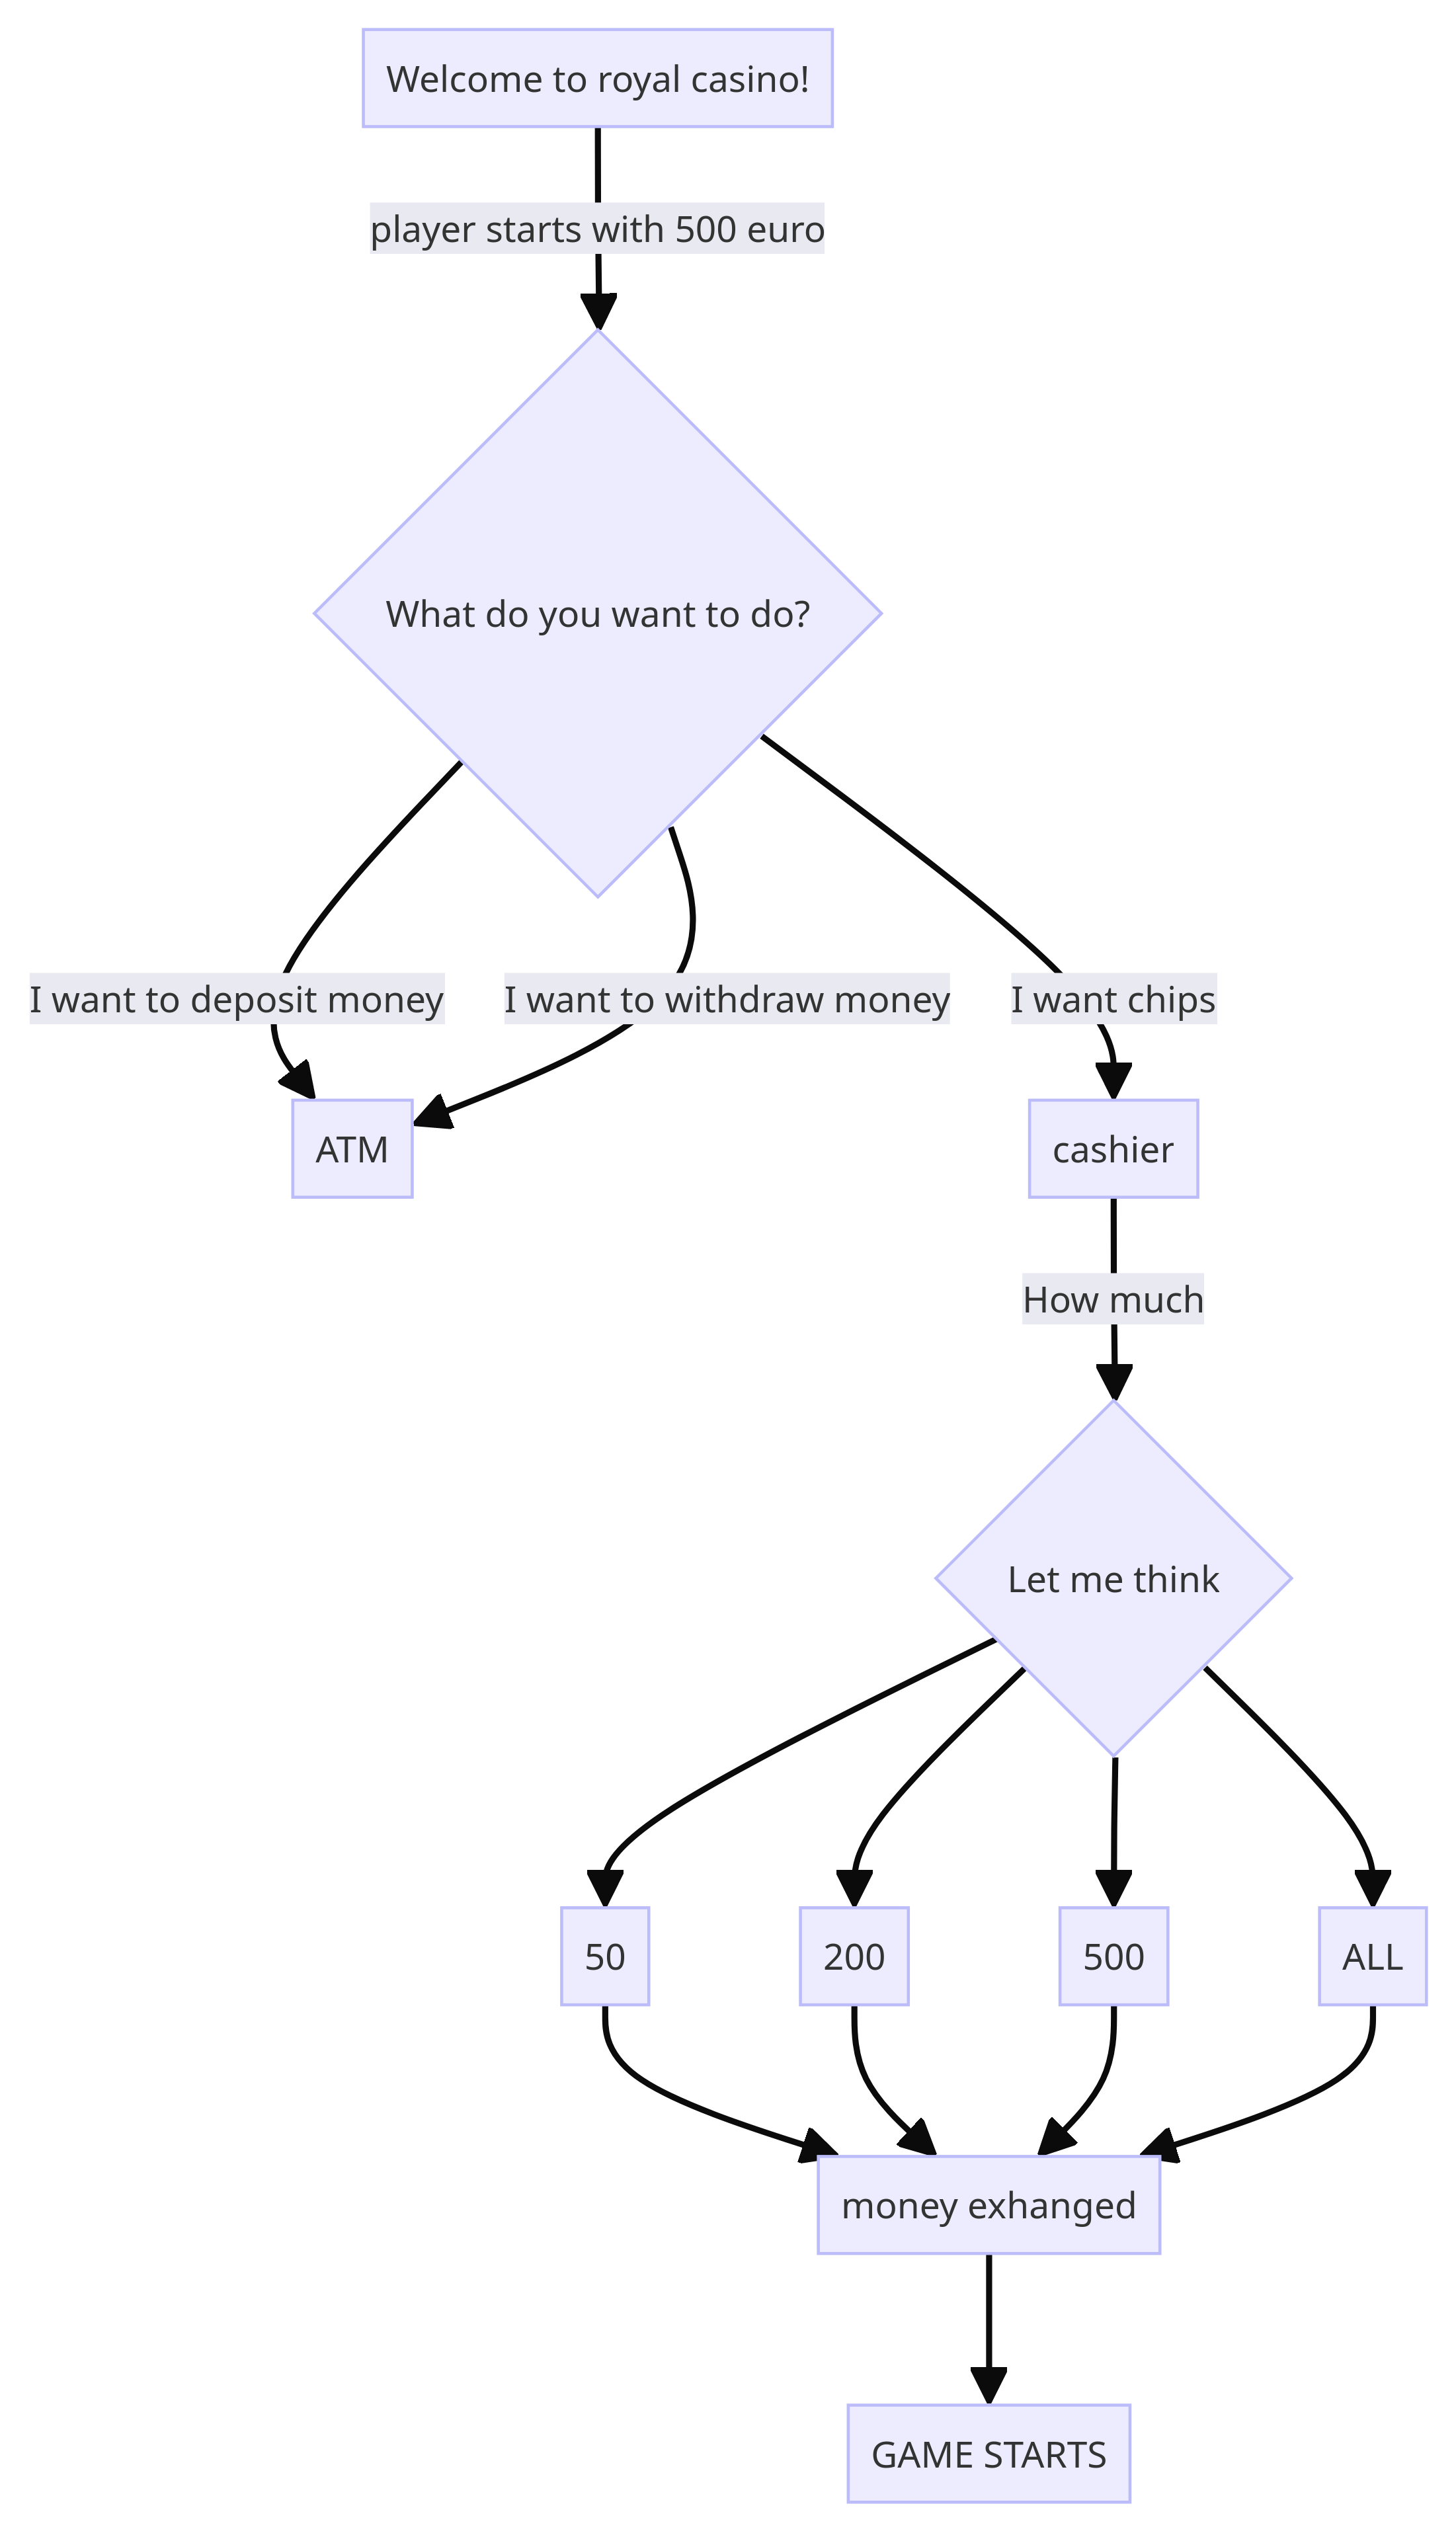 Welcome to royal casino!
player starts with 500 euro
What do you want to do?
I want to deposit money
I want to withdraw money
I want chips
ATM
cashier
How much
Let me think
50
200
500
ALL
money exhanged
GAME STARTS